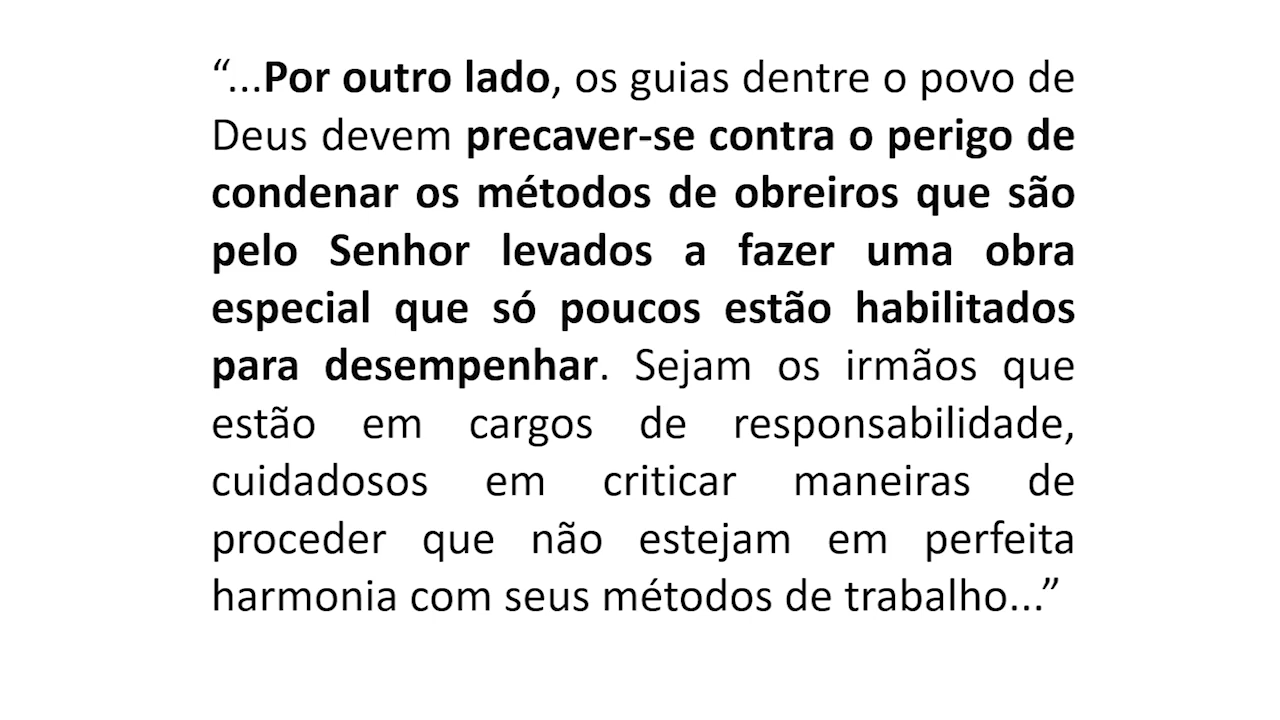 “...Por outro lado, os guias dentre o povo de
Deus devem precaver-se contra o perigo de
condenar os métodos de obreiros que são
pelo Senhor levados a fazer uma obra
especial que só poucos estão habilitados
para desempenhar. Sejam os irmãos que
estão em cargos de responsabilidade,
cuidadosos em criticar maneiras de
proceder que não estejam em perfeita
harmonia com seus métodos de trabalho...”